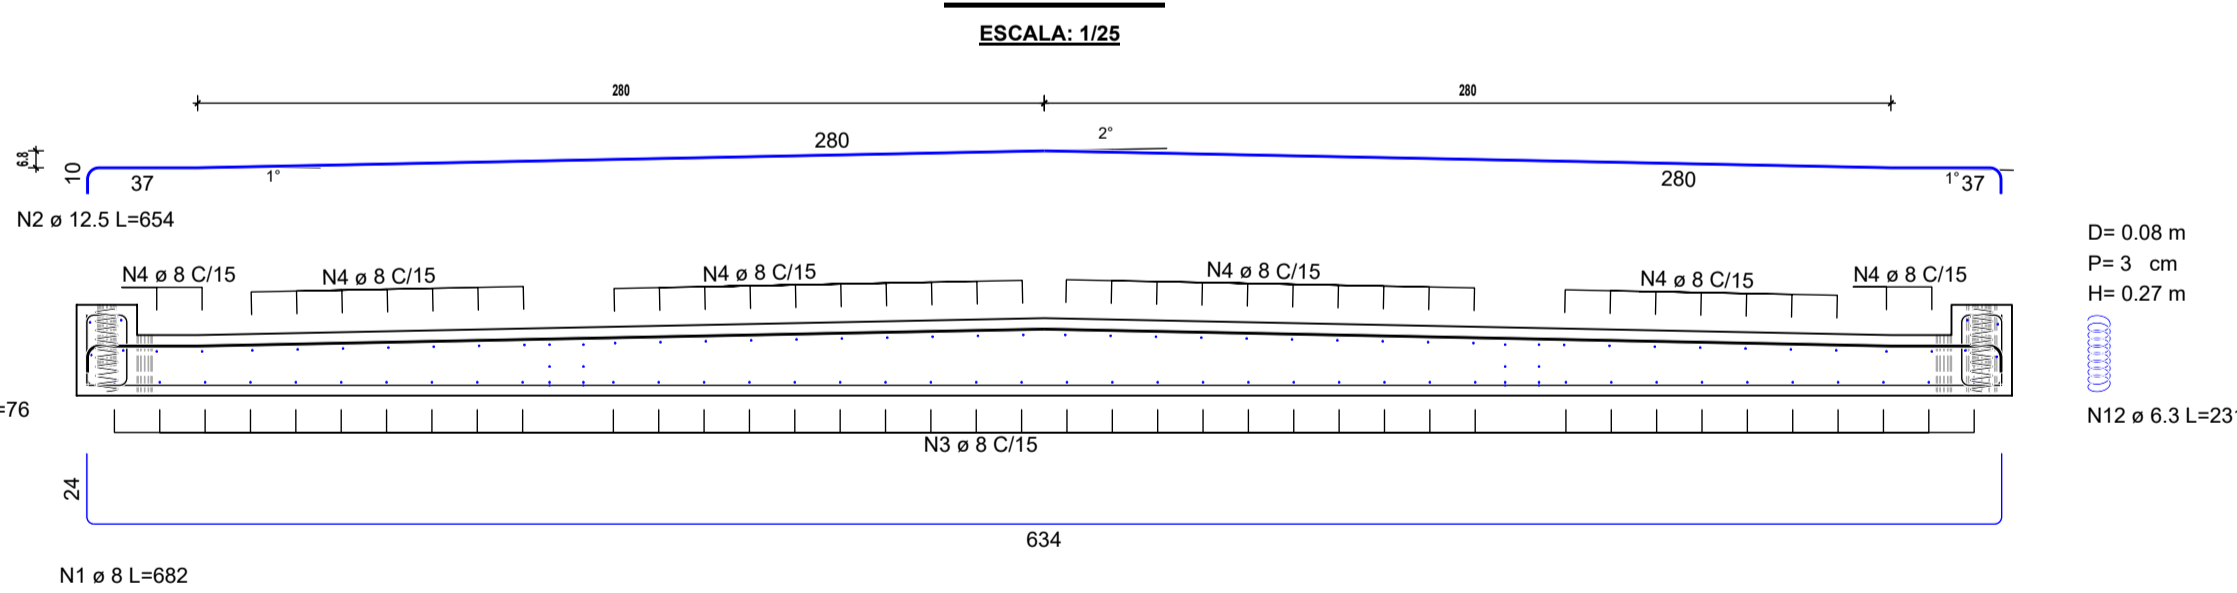 ESCALA: 1/25
280
280
6.8
10
37
1°
280
2°
280
1°
37
N2 ø 12.5 L=654
D= 0.08 m
P= 3 cm
H= 0.27 m
N4 ø 8 C/15
N4 ø 8 C/15
N4 ø 8 C/15
N4 ø 8 C/15
N4 ø 8 C/15
N4 ø 8 C/15
=76
N12 ø 6.3 L=231
N3 ø 8 C/15
24
634
N1 ø 8 L=682